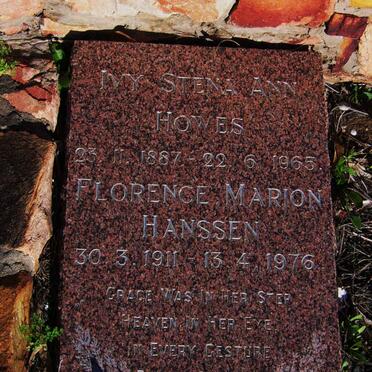 IVY STENA ANN
HOWES
23. 11. 1887 - 22. 6. 1965.
FLORENCE MARION
HANSSEN
30. 3. 1911 - 13. 4. 1976.
GRACE WAS IN HER STEP
HEAVEN IN HER EYE
IN EVERY GESTURE